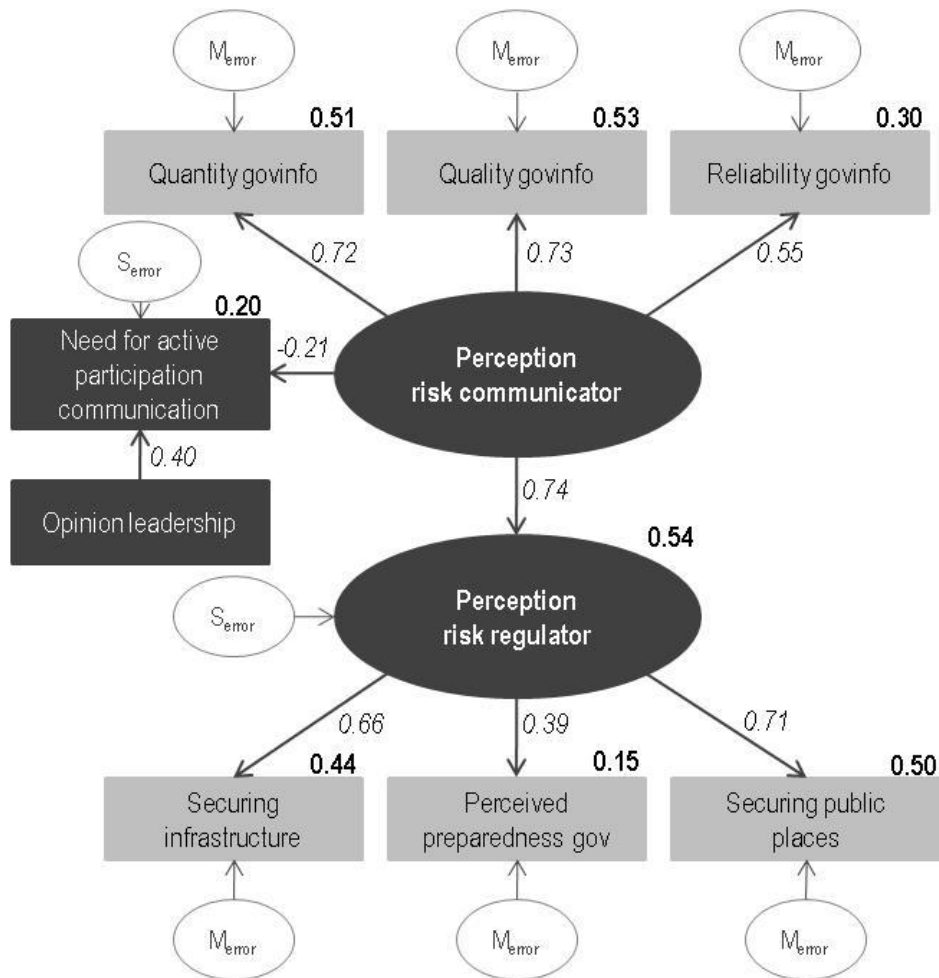 M_error
M_error
M_error
0.51
0.53
0.30
Quantity govinfo
Quality govinfo
Reliability govinfo
0.72
0.73
0.55
S_error
0.20
Need for active
participation
communication
-0.21
Perception
risk communicator
0.40
Opinion leadership
0.74
0.54
S_error
Perception
risk regulator
0.66
0.39
0.71
0.44
0.15
0.50
Securing
infrastructure
Perceived
preparedness gov
Securing public
places
M_error
M_error
M_error